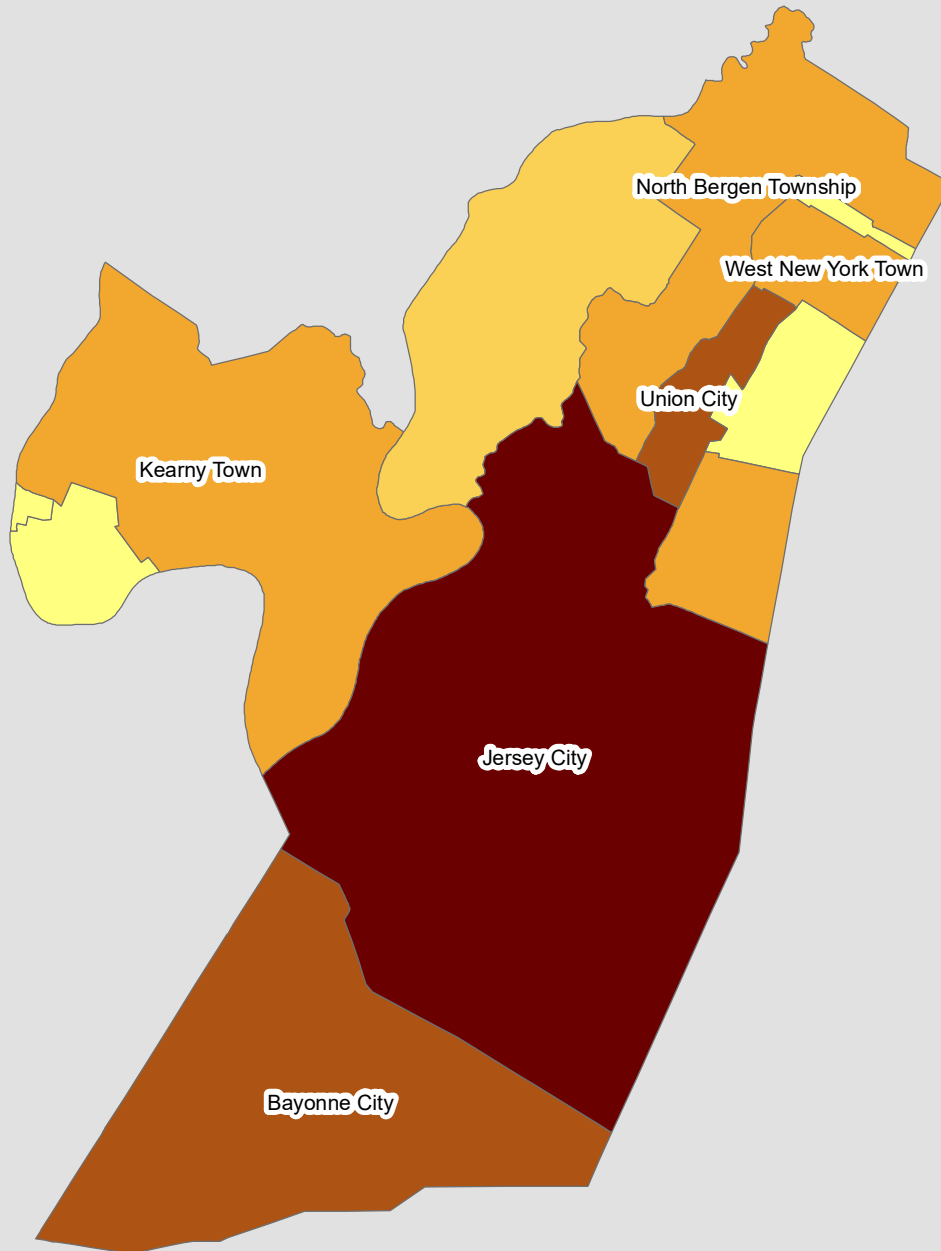 North Bergen Township
West New York Town
Union City
Kearny Town
Jersey City
Bayonne City